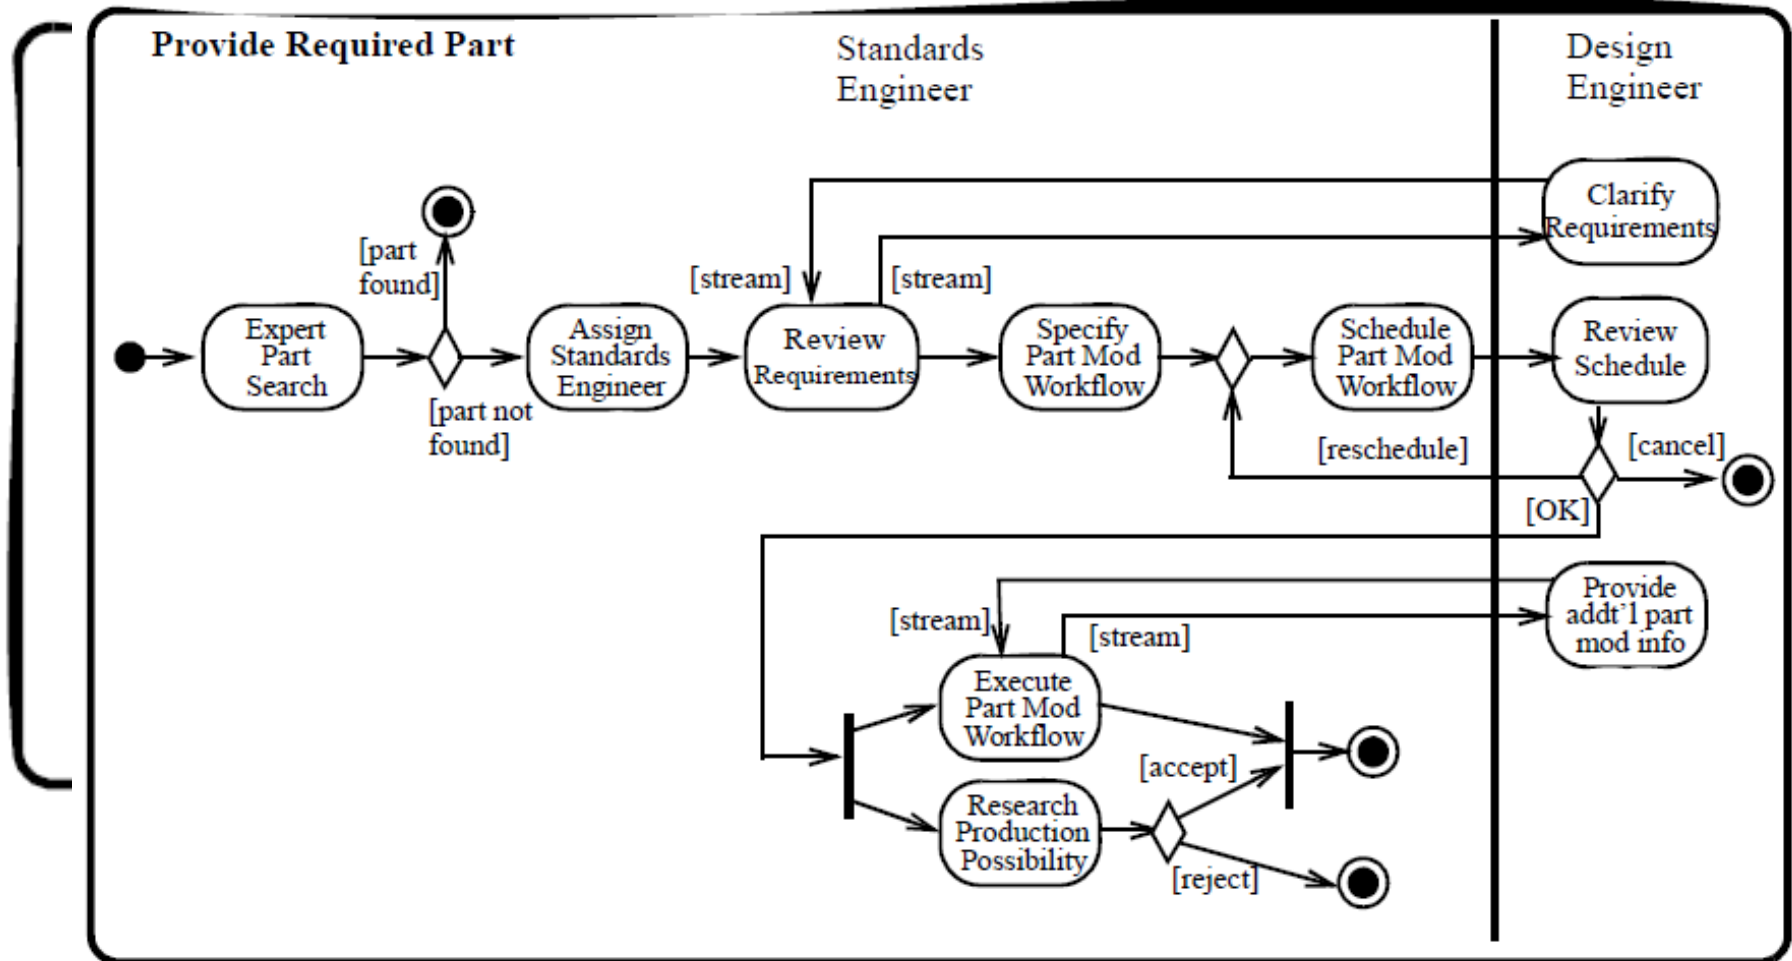 Provide Required Part
Standards
Engineer
Design
Engineer
Clarify
Requirements
[part
found]
[stream]
[stream]
Expert
Part
Search
Assign
Standards
Engineer
Review
Requirements
Specify
Part Mod
Workflow
Schedule
Part Mod
Workflow
Review
Schedule
[part not
found]
[reschedule]
[cancel]
[OK]
Provide
addt'l part
mod info
[stream]
[stream]
Execute
Part Mod
Workflow
[accept]
Research
Production
Possibility
[reject]